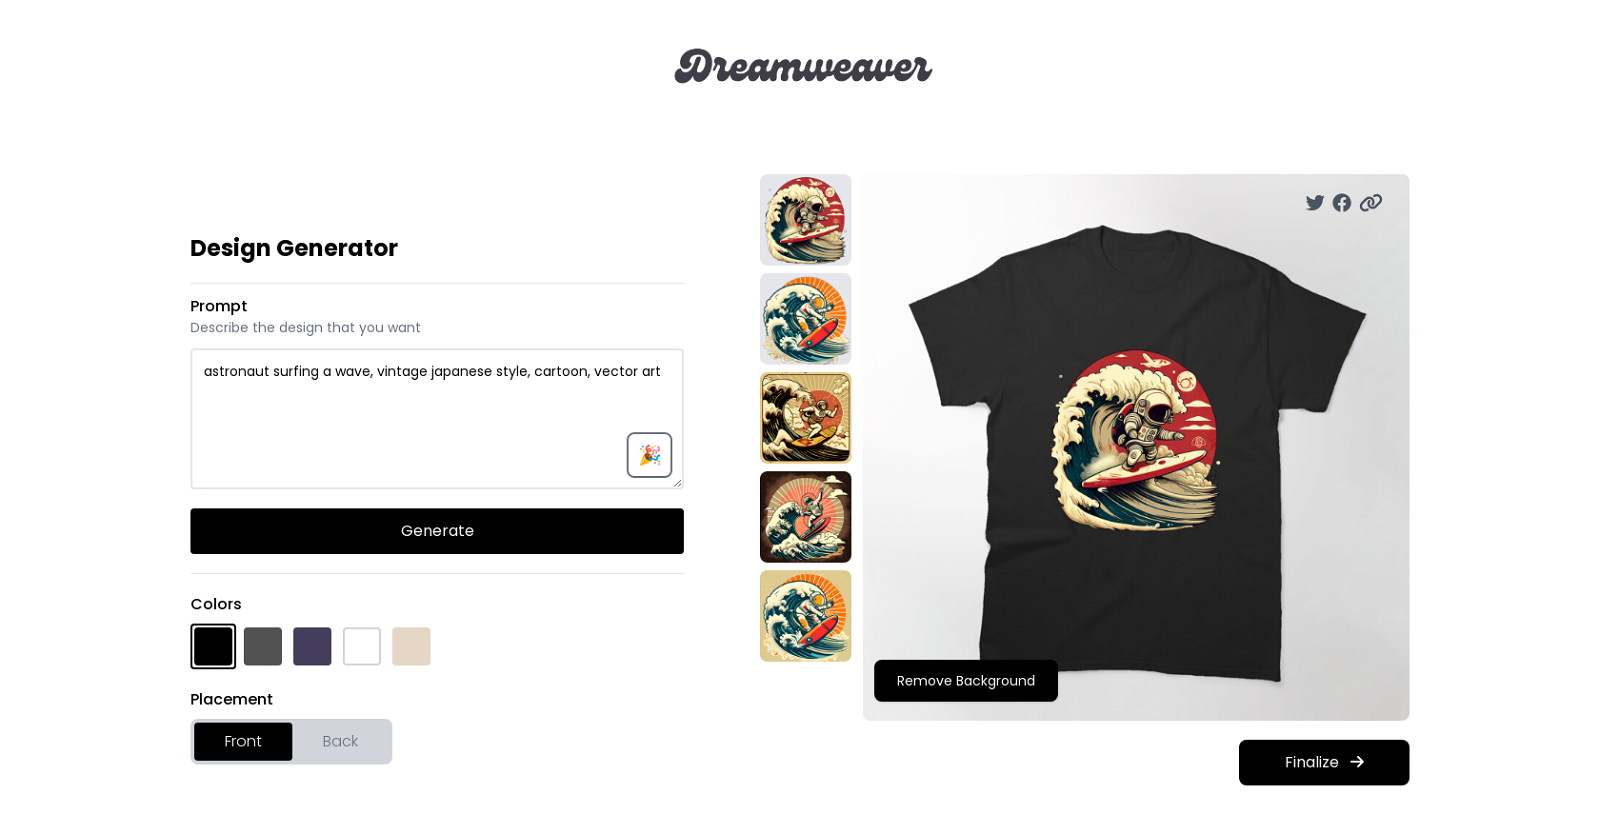 Dreamweaver
Design Generator
Prompt
Describe the design that you want
astronaut surfing a wave, vintage japanese style, cartoon, vector art
Generate
Colors
Placement
Front
Back
Remove Background
Finalize →